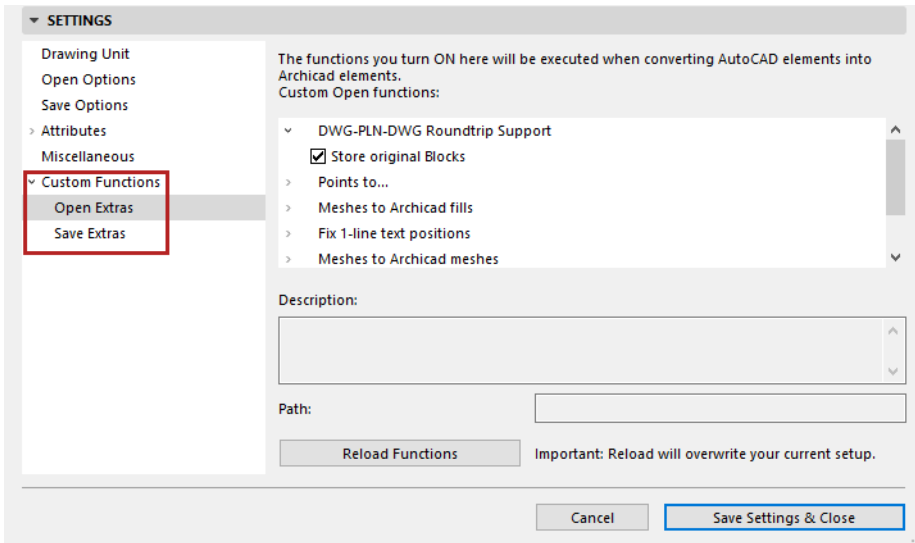 SETTINGS
Drawing Unit
Open Options
Save Options
Attributes
Miscellaneous
Custom Functions
Open Extras
Save Extras
The functions you turn ON here will be executed when converting AutoCAD elements into
Archicad elements.
Custom Open functions:
DWG-PLN-DWG Roundtrip Support
Store original Blocks
Points to...
Meshes to Archicad fills
Fix 1-line text positions
Meshes to Archicad meshes
Description:
Path:
Reload Functions
Important: Reload will overwrite your current setup.
Cancel
Save Settings & Close